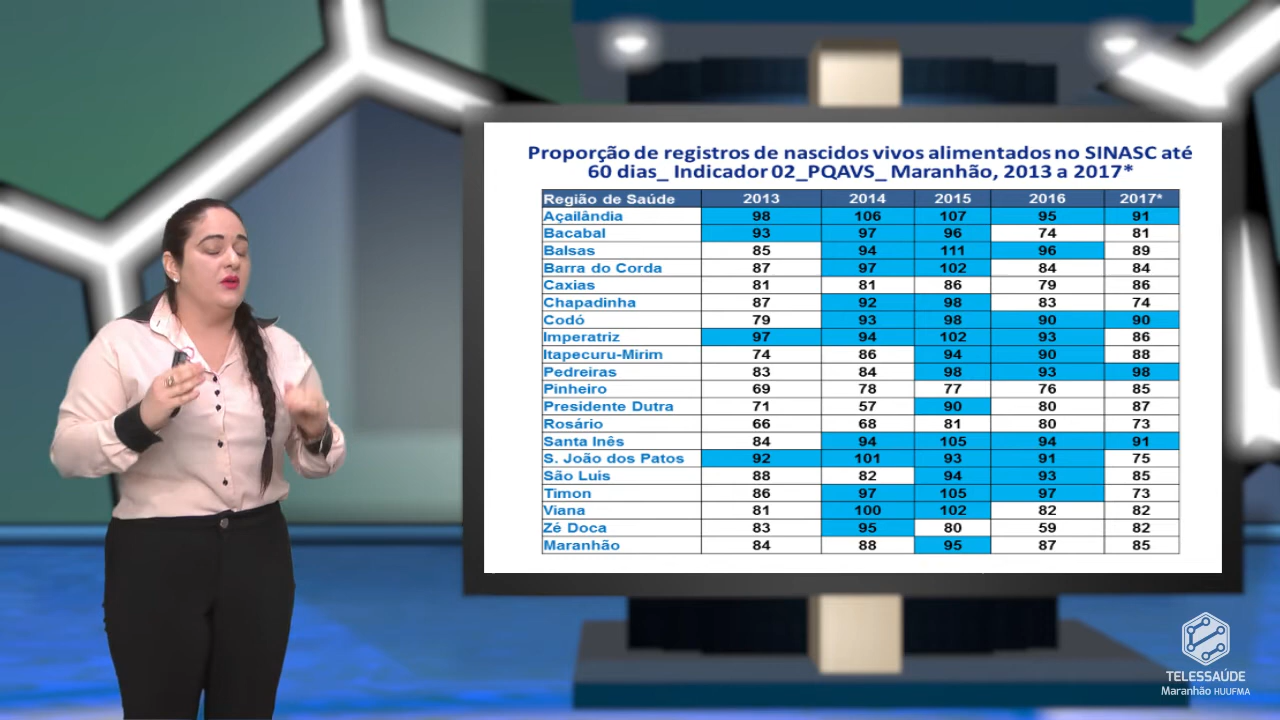 Proporção de registros de nascidos vivos alimentados no SINASC até
60 dias_ Indicador 02_PQAVS_ Maranhão, 2013 a 2017*
Região de Saúde 2013 2014 2015 2016 2017*
Açailândia 98 106 107 95 91
Bacabal 93 97 96 74 81
Balsas 85 94 111 96 89
Barra do Corda 87 97 102 84 84
Caxias 81 81 86 79 86
Chapadinha 87 92 98 83 74
Codó 79 93 98 90 90
Imperatriz 97 94 102 93 86
Itapecuru-Mirim 74 86 94 90 88
Pedreiras 83 84 98 93 98
Pinheiro 69 78 77 76 85
Presidente Dutra 71 57 90 80 87
Rosário 66 68 81 80 73
Santa Inês 84 94 105 94 91
S. João dos Patos 92 101 93 91 75
São Luís 88 82 94 93 85
Timon 86 97 105 97 73
Viana 81 100 102 82 82
Zé Doca 83 95 80 59 82
Maranhão 84 88 95 87 85
TELESSAÚDE
Maranhão HUUFMA